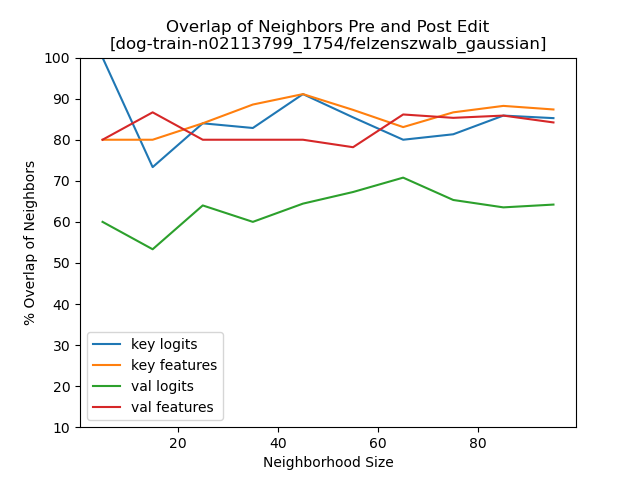 Overlap of Neighbors Pre and Post Edit
[dog-train-n02113799_1754/felzenszwalb_gaussian]
% Overlap of Neighbors
100
90
80
70
60
50
40
30
20
10
key logits
key features
val logits
val features
20 40 60 80
Neighborhood Size